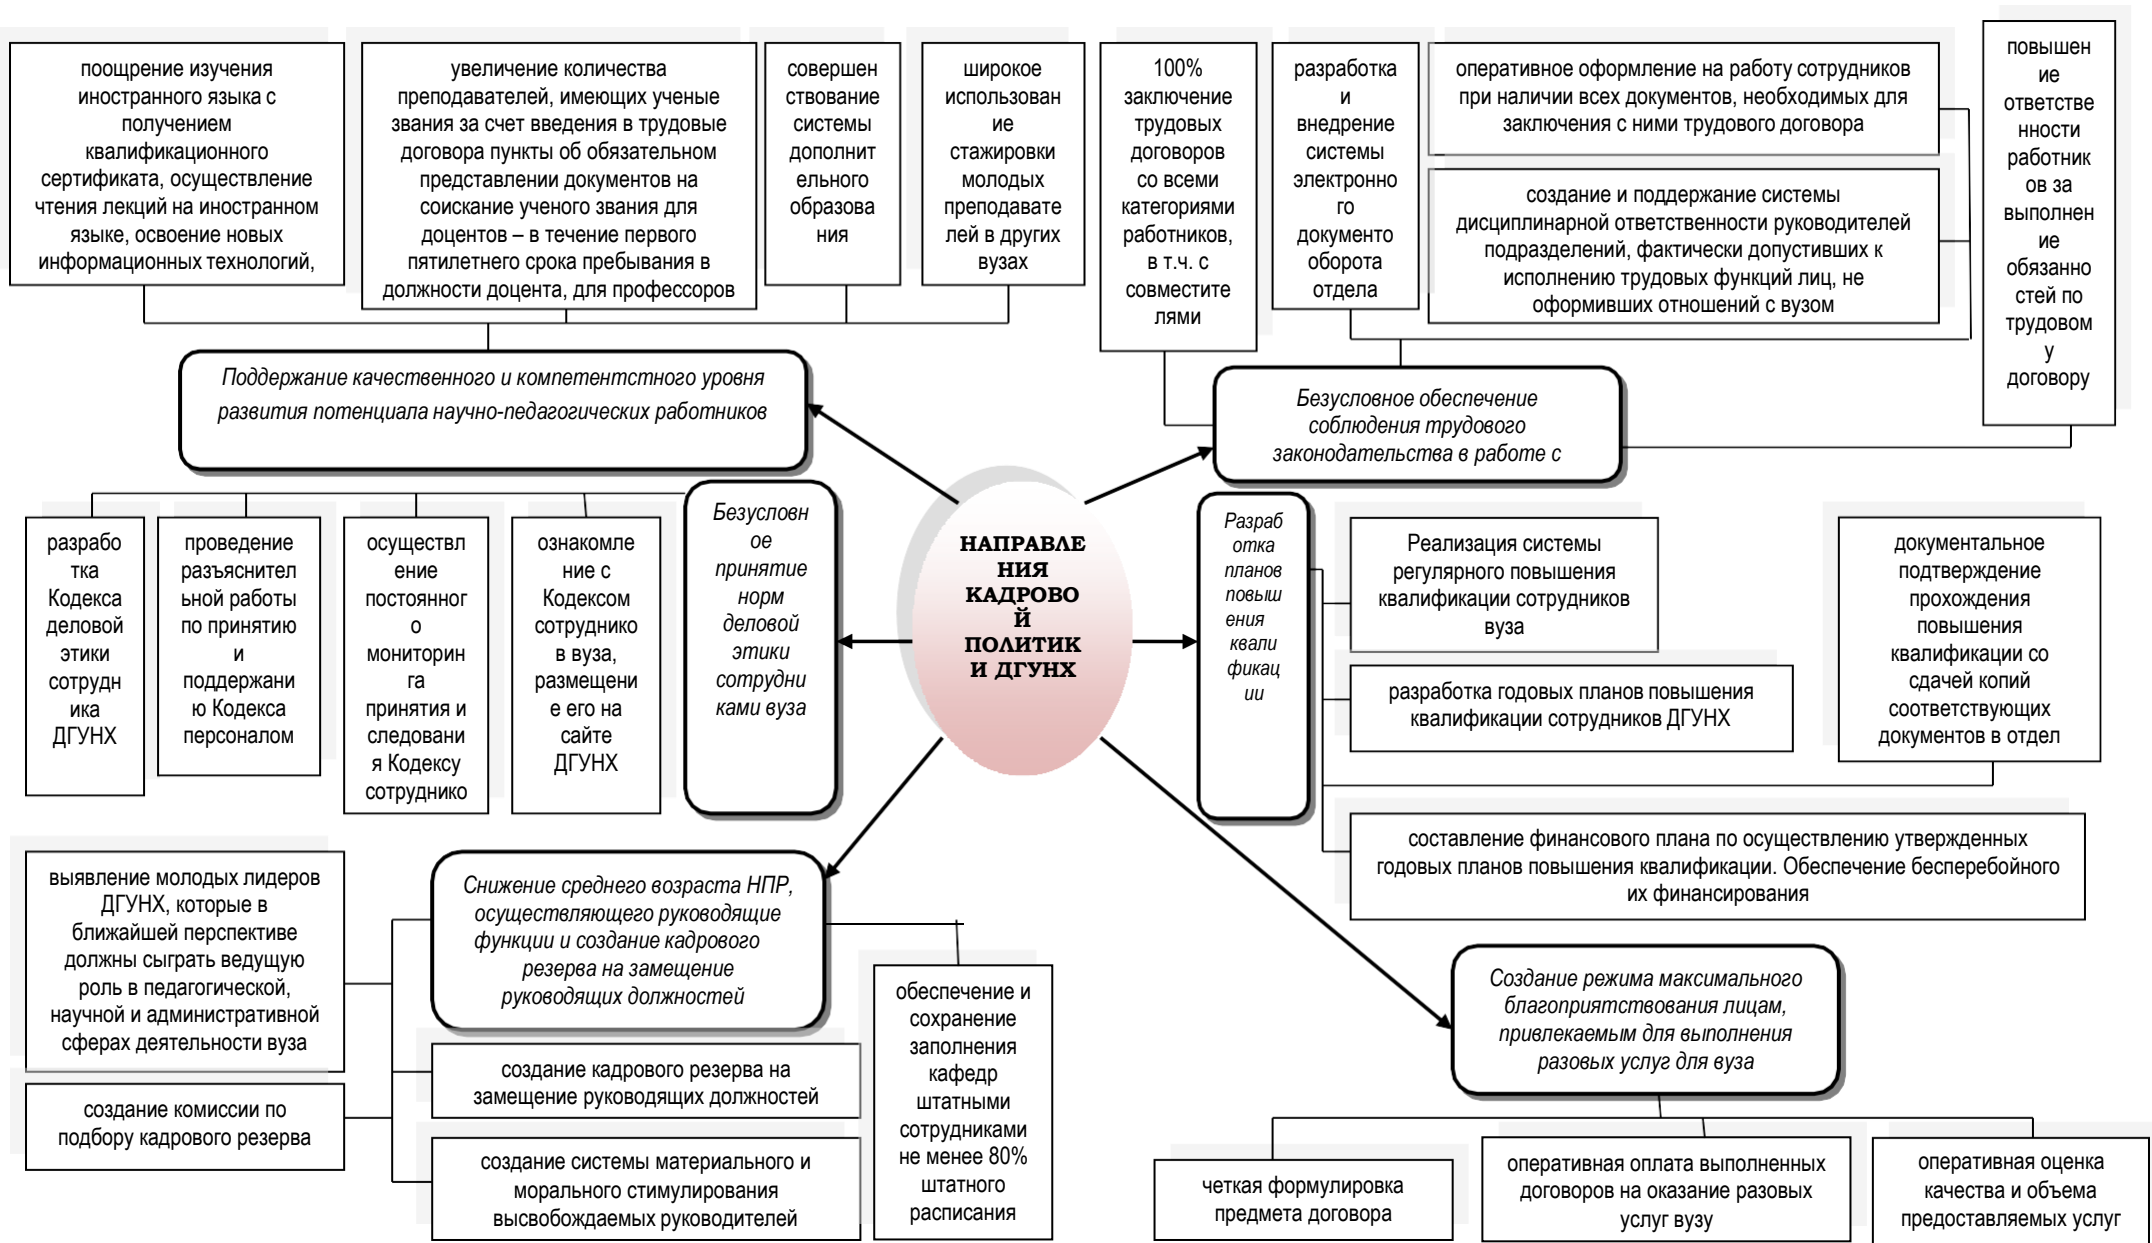 поощрение изучения
иностранного языка с
получением
квалификационного
сертификата, осуществление
чтения лекций на иностранном
языке, освоение новых
информационных технологий,
увеличение количества
преподавателей, имеющих ученые
звания за счет введения в трудовые
договора пункты об обязательном
представлении документов на
соискание ученого звания для
доцентов – в течение первого
пятилетнего срока пребывания в
должности доцента, для профессоров
совершен
ствование
системы
дополнит
ельного
образова
ния
широкое
использован
ие
стажировки
молодых
преподавате
лей в других
вузах
100%
заключение
трудовых
договоров
со всеми
категориями
работников,
в т.ч. с
совместите
лями
разработка
и
внедрение
системы
электронно
го
документо
оборота
отдела
оперативное оформление на работу сотрудников
при наличии всех документов, необходимых для
заключения с ними трудового договора
создание и поддержание системы
дисциплинарной ответственности руководителей
подразделений, фактически допустивших к
исполнению трудовых функций лиц, не
оформивших отношений с вузом
повышен
ие
ответстве
нности
работник
ов за
выполнен
ие
обязанно
стей по
трудовом
у
договору
Поддержание качественного и компетентстного уровня
развития потенциала научно-педагогических работников
Безусловное обеспечение
соблюдения трудового
законодательства в работе с
разрабо
тка
Кодекса
деловой
этики
сотрудн
ика
ДГУНХ
проведение
разъяснител
ьной работы
по принятию
и
поддержани
ю Кодекса
персоналом
осуществл
ение
постоянног
о
мониторин
га
принятия и
следовани
я Кодексу
сотруднико
ознакомле
ние с
Кодексом
сотруднико
в вуза,
размещени
е его на
сайте
ДГУНХ
Безусловн
ое
принятие
норм
деловой
этики
сотрудни
ками вуза
НАПРАВЛЕ
НИЯ
КАДРОВО
Й
ПОЛИТИК
И ДГУНХ
Разраб
отка
планов
повыш
ения
квали
фикац
ии
Реализация системы
регулярного повышения
квалификации сотрудников
вуза
разработка годовых планов повышения
квалификации сотрудников ДГУНХ
документальное
подтверждение
прохождения
повышения
квалификации со
сдачей копий
соответствующих
документов в отдел
составление финансового плана по осуществлению утвержденных
годовых планов повышения квалификации. Обеспечение бесперебойного
их финансирования
выявление молодых лидеров
ДГУНХ, которые в
ближайшей перспективе
должны сыграть ведущую
роль в педагогической,
научной и административной
сферах деятельности вуза
создание комиссии по
подбору кадрового резерва
Снижение среднего возраста НПР,
осуществляющего руководящие
функции и создание кадрового
резерва на замещение
руководящих должностей
создание кадрового резерва на
замещение руководящих должностей
создание системы материального и
морального стимулирования
высвобождаемых руководителей
обеспечение и
сохранение
заполнения
кафедр
штатными
сотрудниками
не менее 80%
штатного
расписания
Создание режима максимального
благоприятствования лицам,
привлекаемым для выполнения
разовых услуг для вуза
четкая формулировка
предмета договора
оперативная оплата выполненных
договоров на оказание разовых
услуг вузу
оперативная оценка
качества и объема
предоставляемых услуг